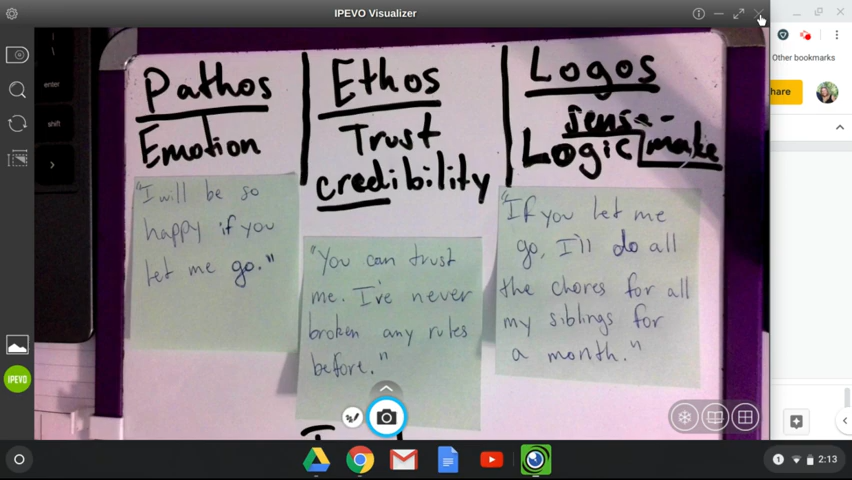 IPEVO Visualizer
Other bookmarks
hare
enter
shift
IPEVO
Pathos
Emotion
"I will be so
happy if you
let me go."
Ethos
Trust
credibility
"You can trust
me. I've never
broken any rules
before."
Logos
sense
Logic make
"If you let me
go, I'll do all
the chores for all
my siblings for
a month."
1
2:13